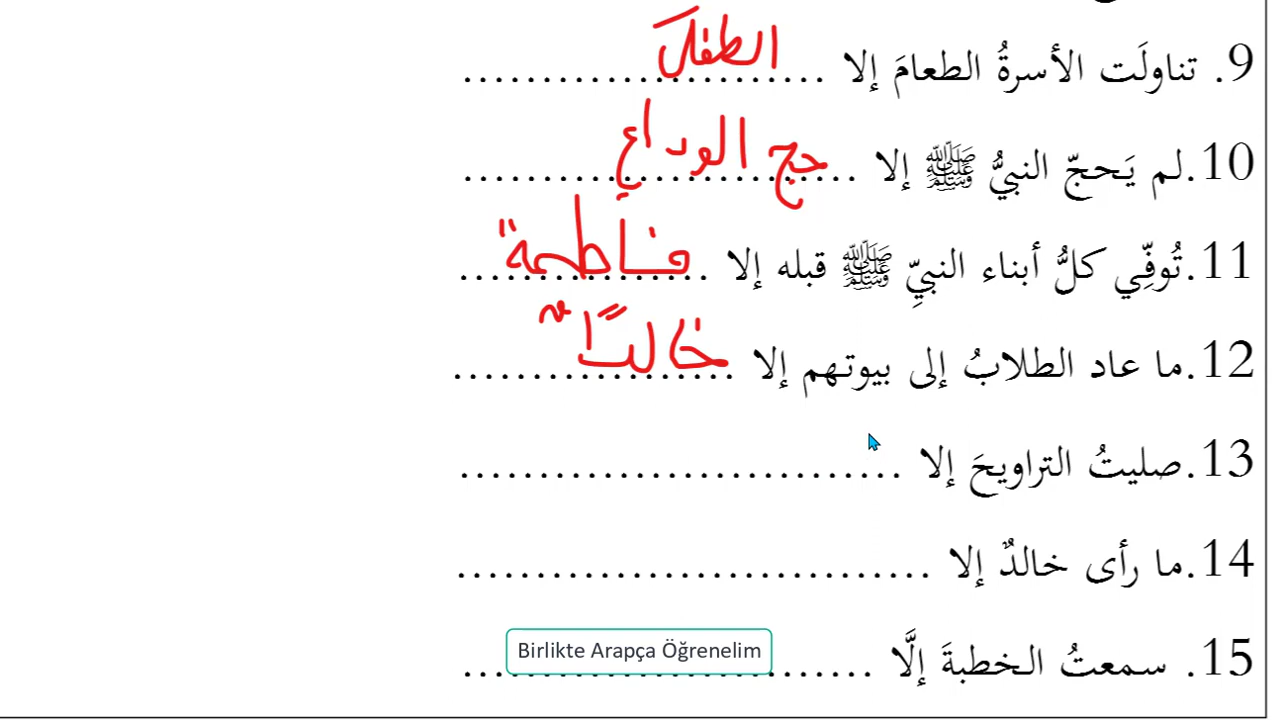 9. تناولَت الأسرةُ الطعامَ إلا الطفلَ ........................
10.لم يَحجّ النبيُّ ﷺ إلا حج الوداع ........................
11.تُوفِّي كلُّ أبناء النبيِّ ﷺ قبله إلا فاطمةَ ................
12.ما عاد الطلابُ إلى بيوتهم إلا خالدًا ..................
13.صليتُ التراويحَ إلا ............................
14.ما رأى خالدٌ إلا ..............................
15. سمعتُ الخطبةَ إلَّا ..........................
Birlikte Arapça Öğrenelim